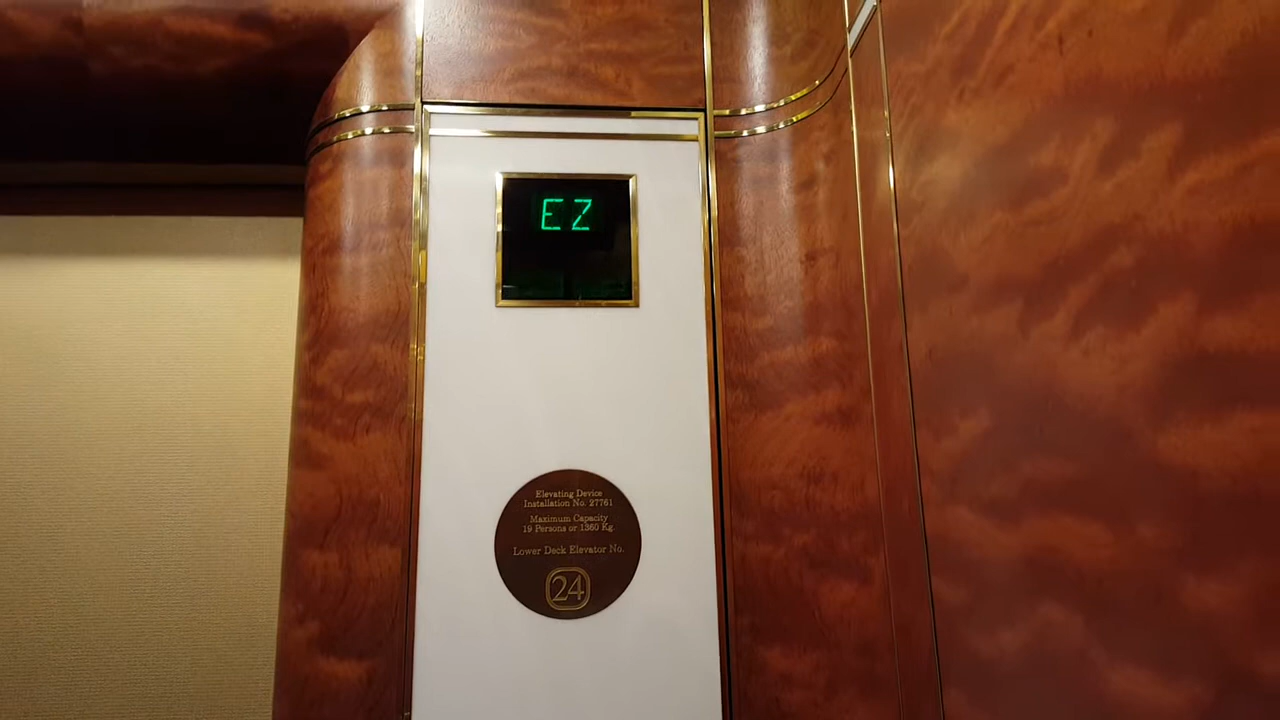 EZ
Elevating Device
Installation No. 27761
Maximum Capacity
19 Persons or 1360 Kg.
Lower Deck Elevator No.
24